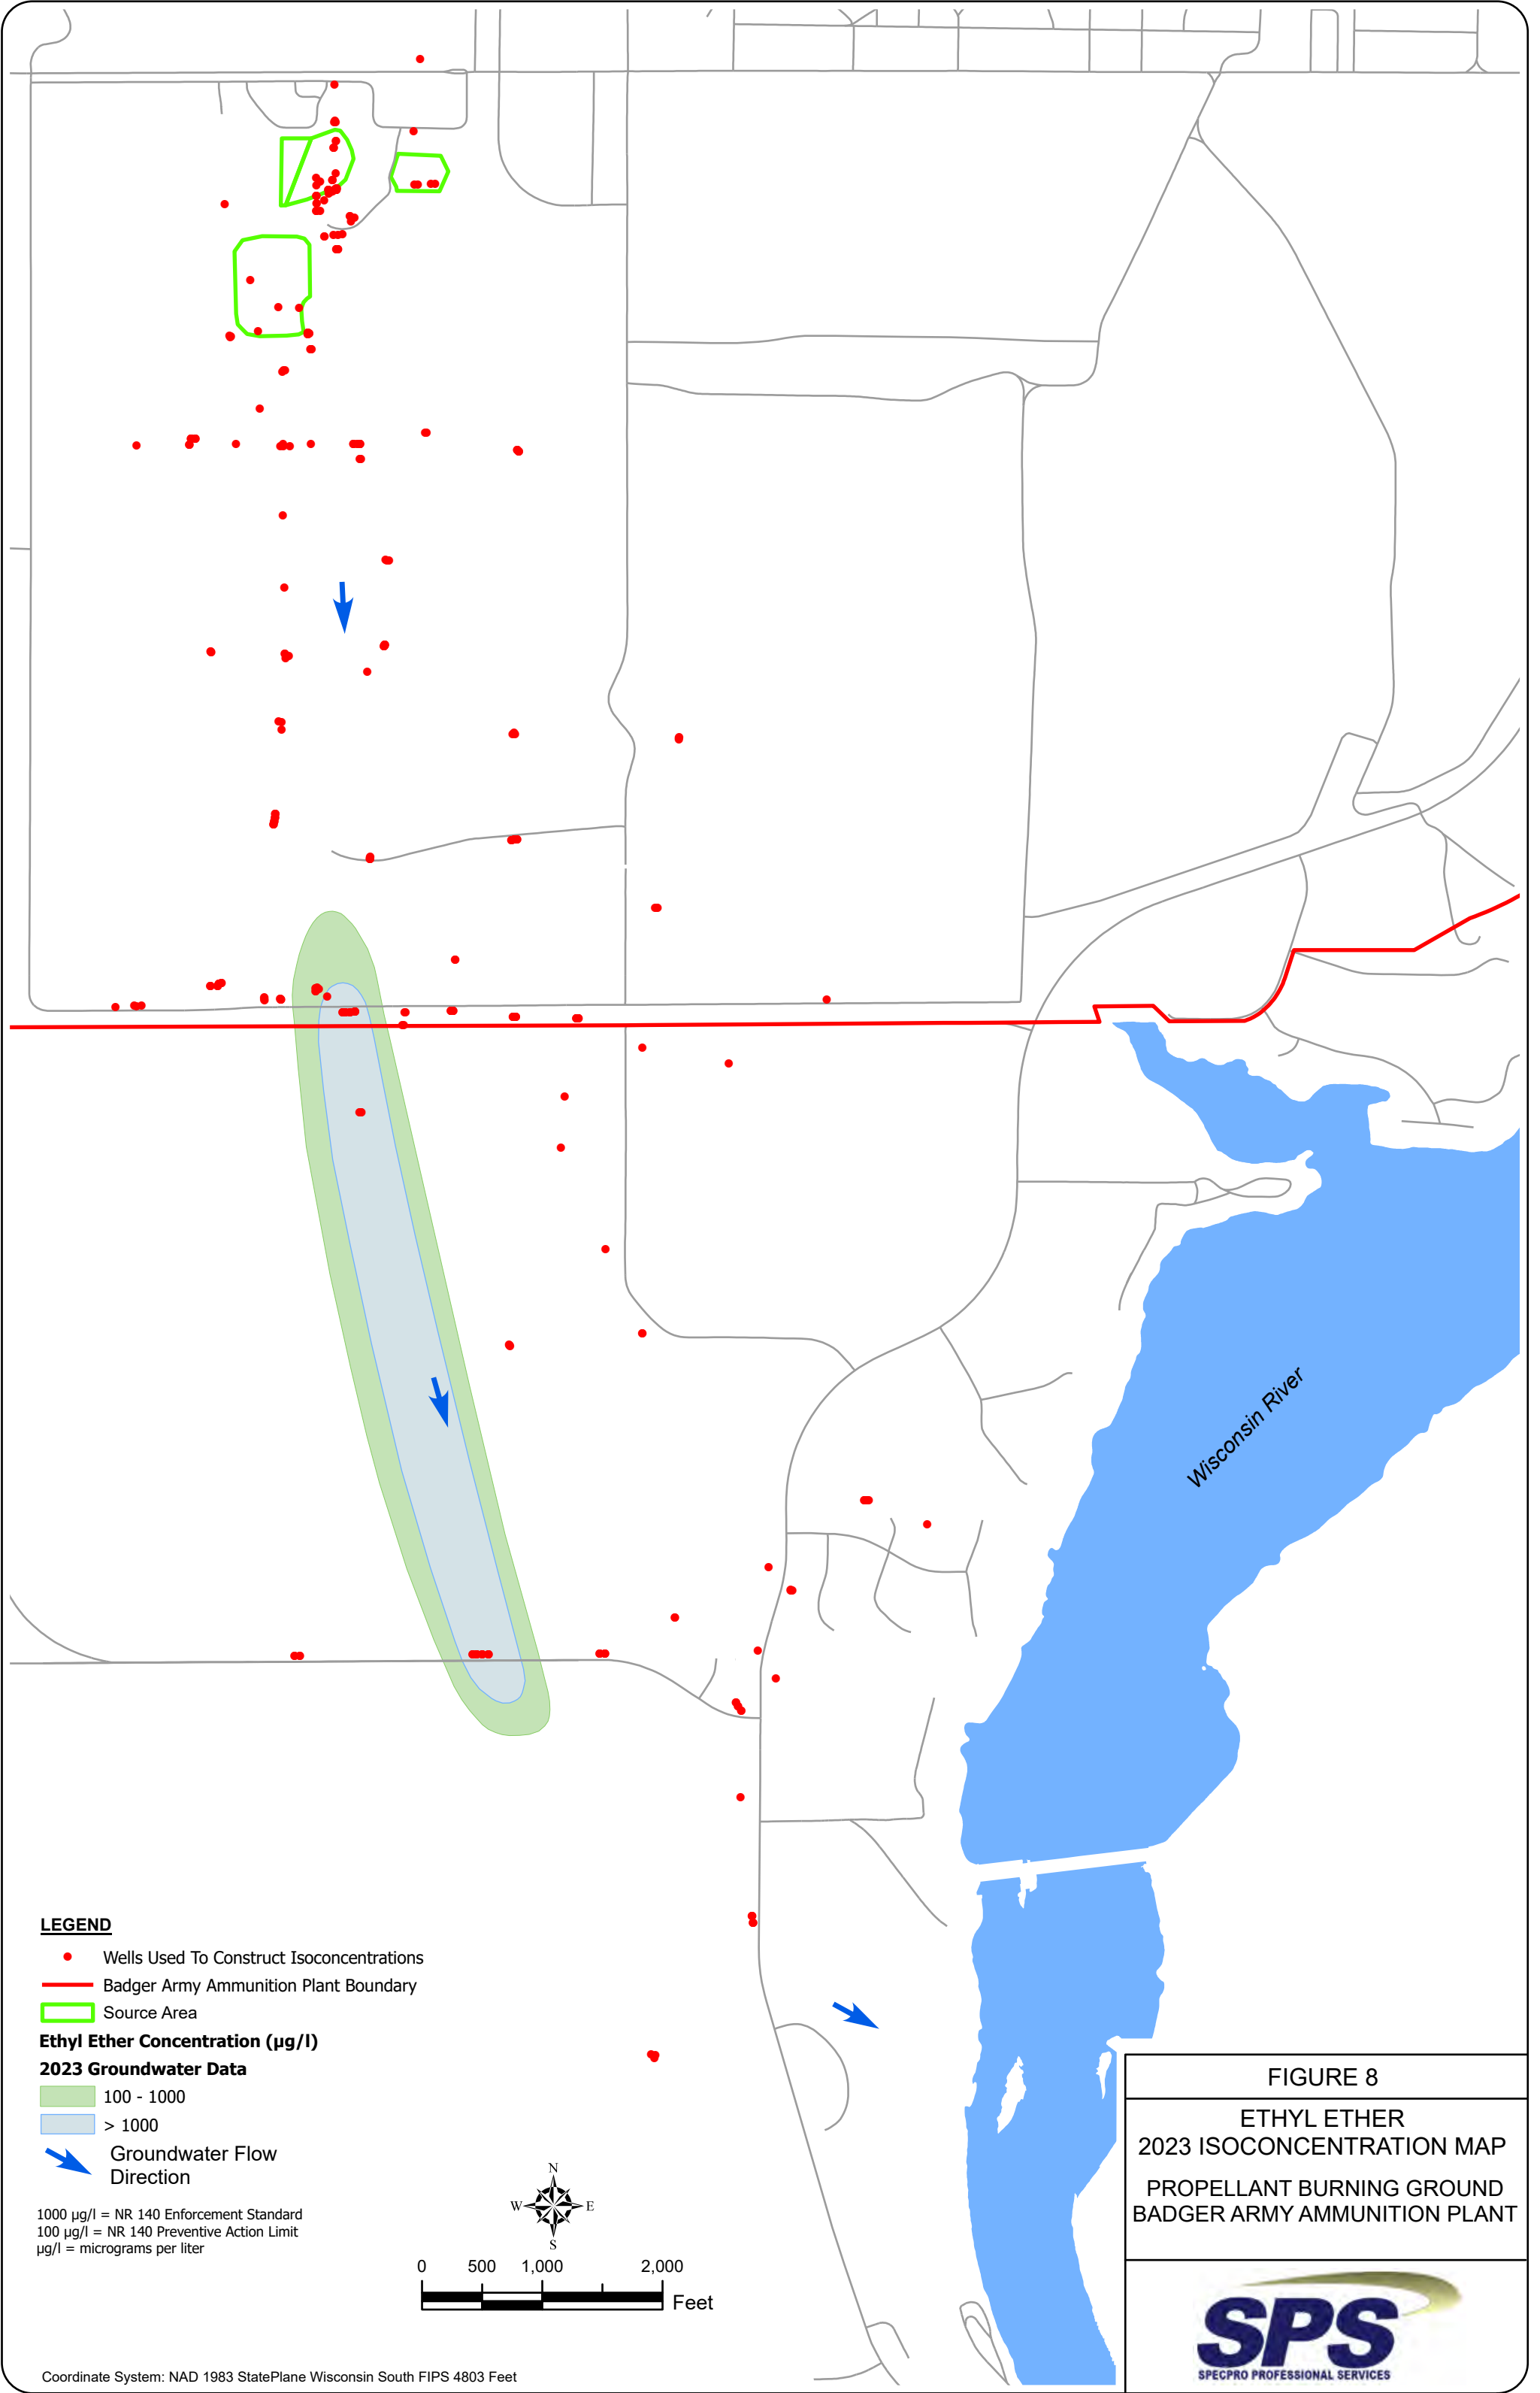 Wisconsin River
LEGEND
Wells Used To Construct Isoconcentrations
Badger Army Ammunition Plant Boundary
Source Area
Ethyl Ether Concentration (µg/l)
2023 Groundwater Data
100 - 1000
> 1000
Groundwater Flow
Direction
1000 µg/l = NR 140 Enforcement Standard
100 µg/l = NR 140 Preventive Action Limit
µg/l = micrograms per liter
N
W E
S
0 500 1,000 2,000
Feet
Coordinate System: NAD 1983 StatePlane Wisconsin South FIPS 4803 Feet
FIGURE 8
ETHYL ETHER
2023 ISOCONCENTRATION MAP
PROPELLANT BURNING GROUND
BADGER ARMY AMMUNITION PLANT
SPS
SPECPRO PROFESSIONAL SERVICES